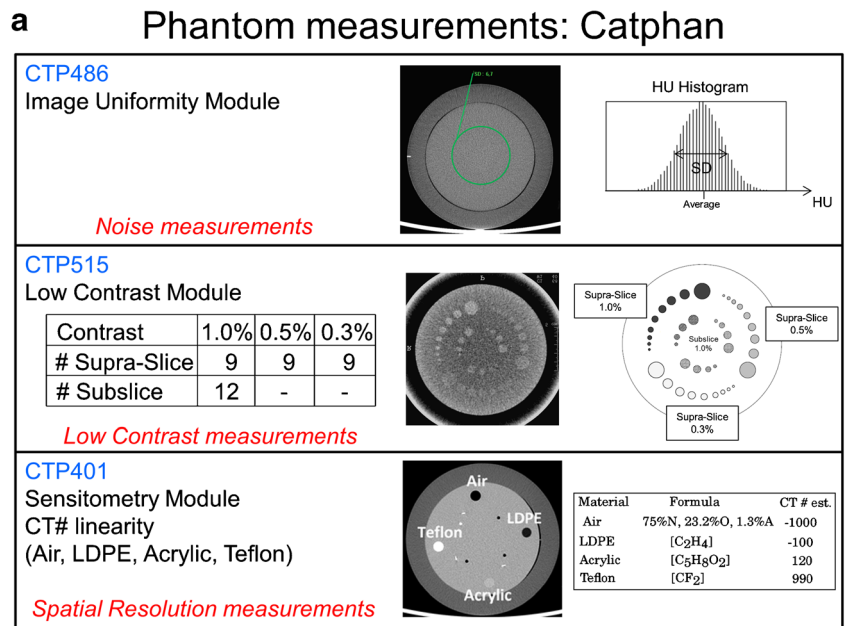 a
Phantom measurements: Catphan
CTP486
Image Uniformity Module
Noise measurements
SD: 6.7
HU Histogram
SD
Average
HU
CTP515
Low Contrast Module
Contrast 1.0% 0.5% 0.3%
# Supra-Slice 9 9 9
# Subslice 12 - -
Low Contrast measurements
Supra-Slice
1.0%
Supra-Slice
0.5%
Subslice
1.0%
Supra-Slice
0.3%
CTP401
Sensitometry Module
CT# linearity
(Air, LDPE, Acrylic, Teflon)
Spatial Resolution measurements
Air
LDPE
Teflon
Acrylic
Material Formula CT # est.
Air 75%N, 23.2%O, 1.3%A -1000
LDPE [C2H4] -100
Acrylic [C5H8O2] 120
Teflon [CF2] 990